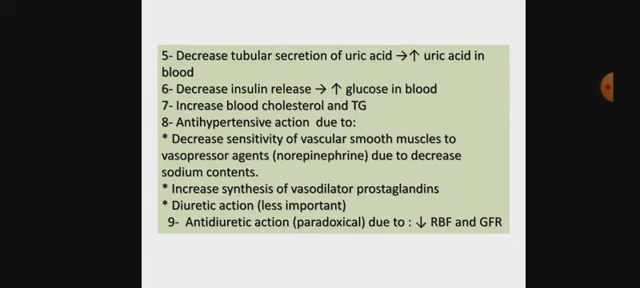 5- Decrease tubular secretion of uric acid →↑ uric acid in
blood
6- Decrease insulin release → ↑ glucose in blood
7- Increase blood cholesterol and TG
8- Antihypertensive action due to:
* Decrease sensitivity of vascular smooth muscles to
vasopressor agents (norepinephrine) due to decrease
sodium contents.
* Increase synthesis of vasodilator prostaglandins
* Diuretic action (less important)
9- Antidiuretic action (paradoxical) due to : ↓ RBF and GFR